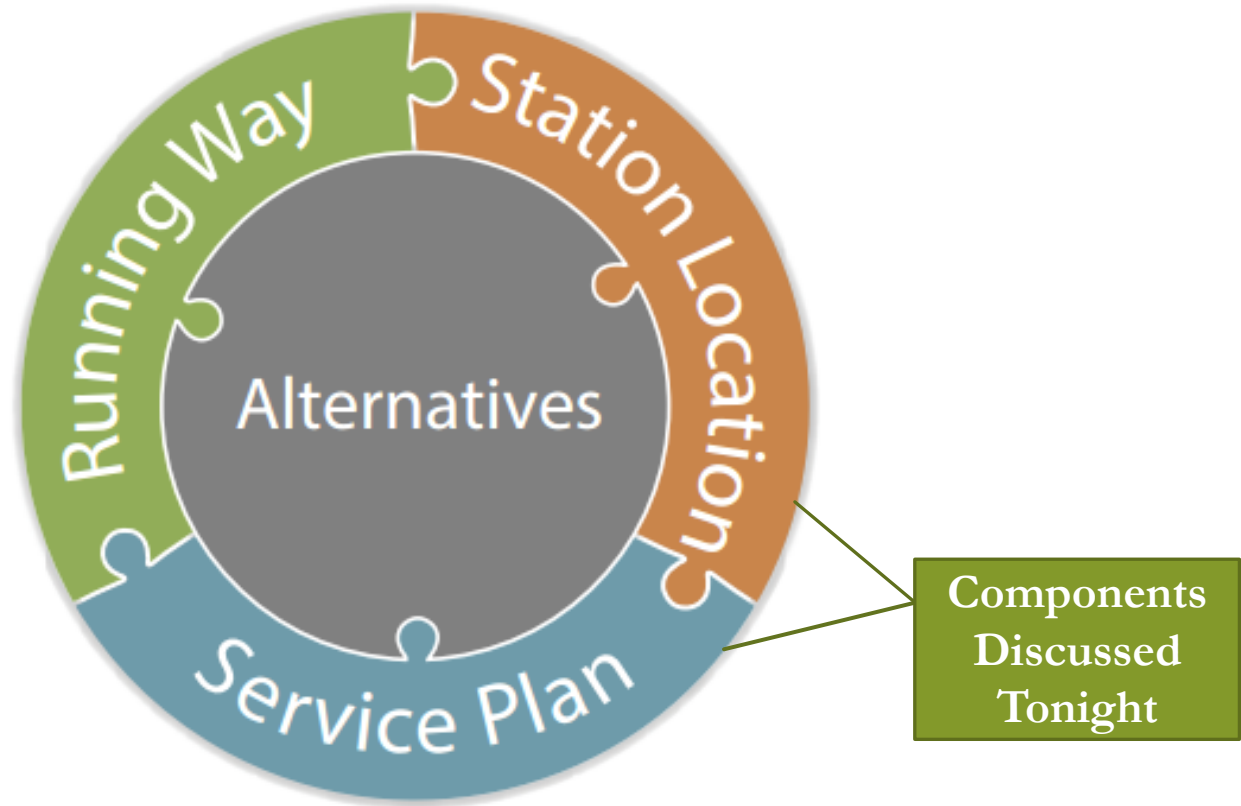 Running Way
Station Location
Alternatives
Service Plan
Components
Discussed
Tonight